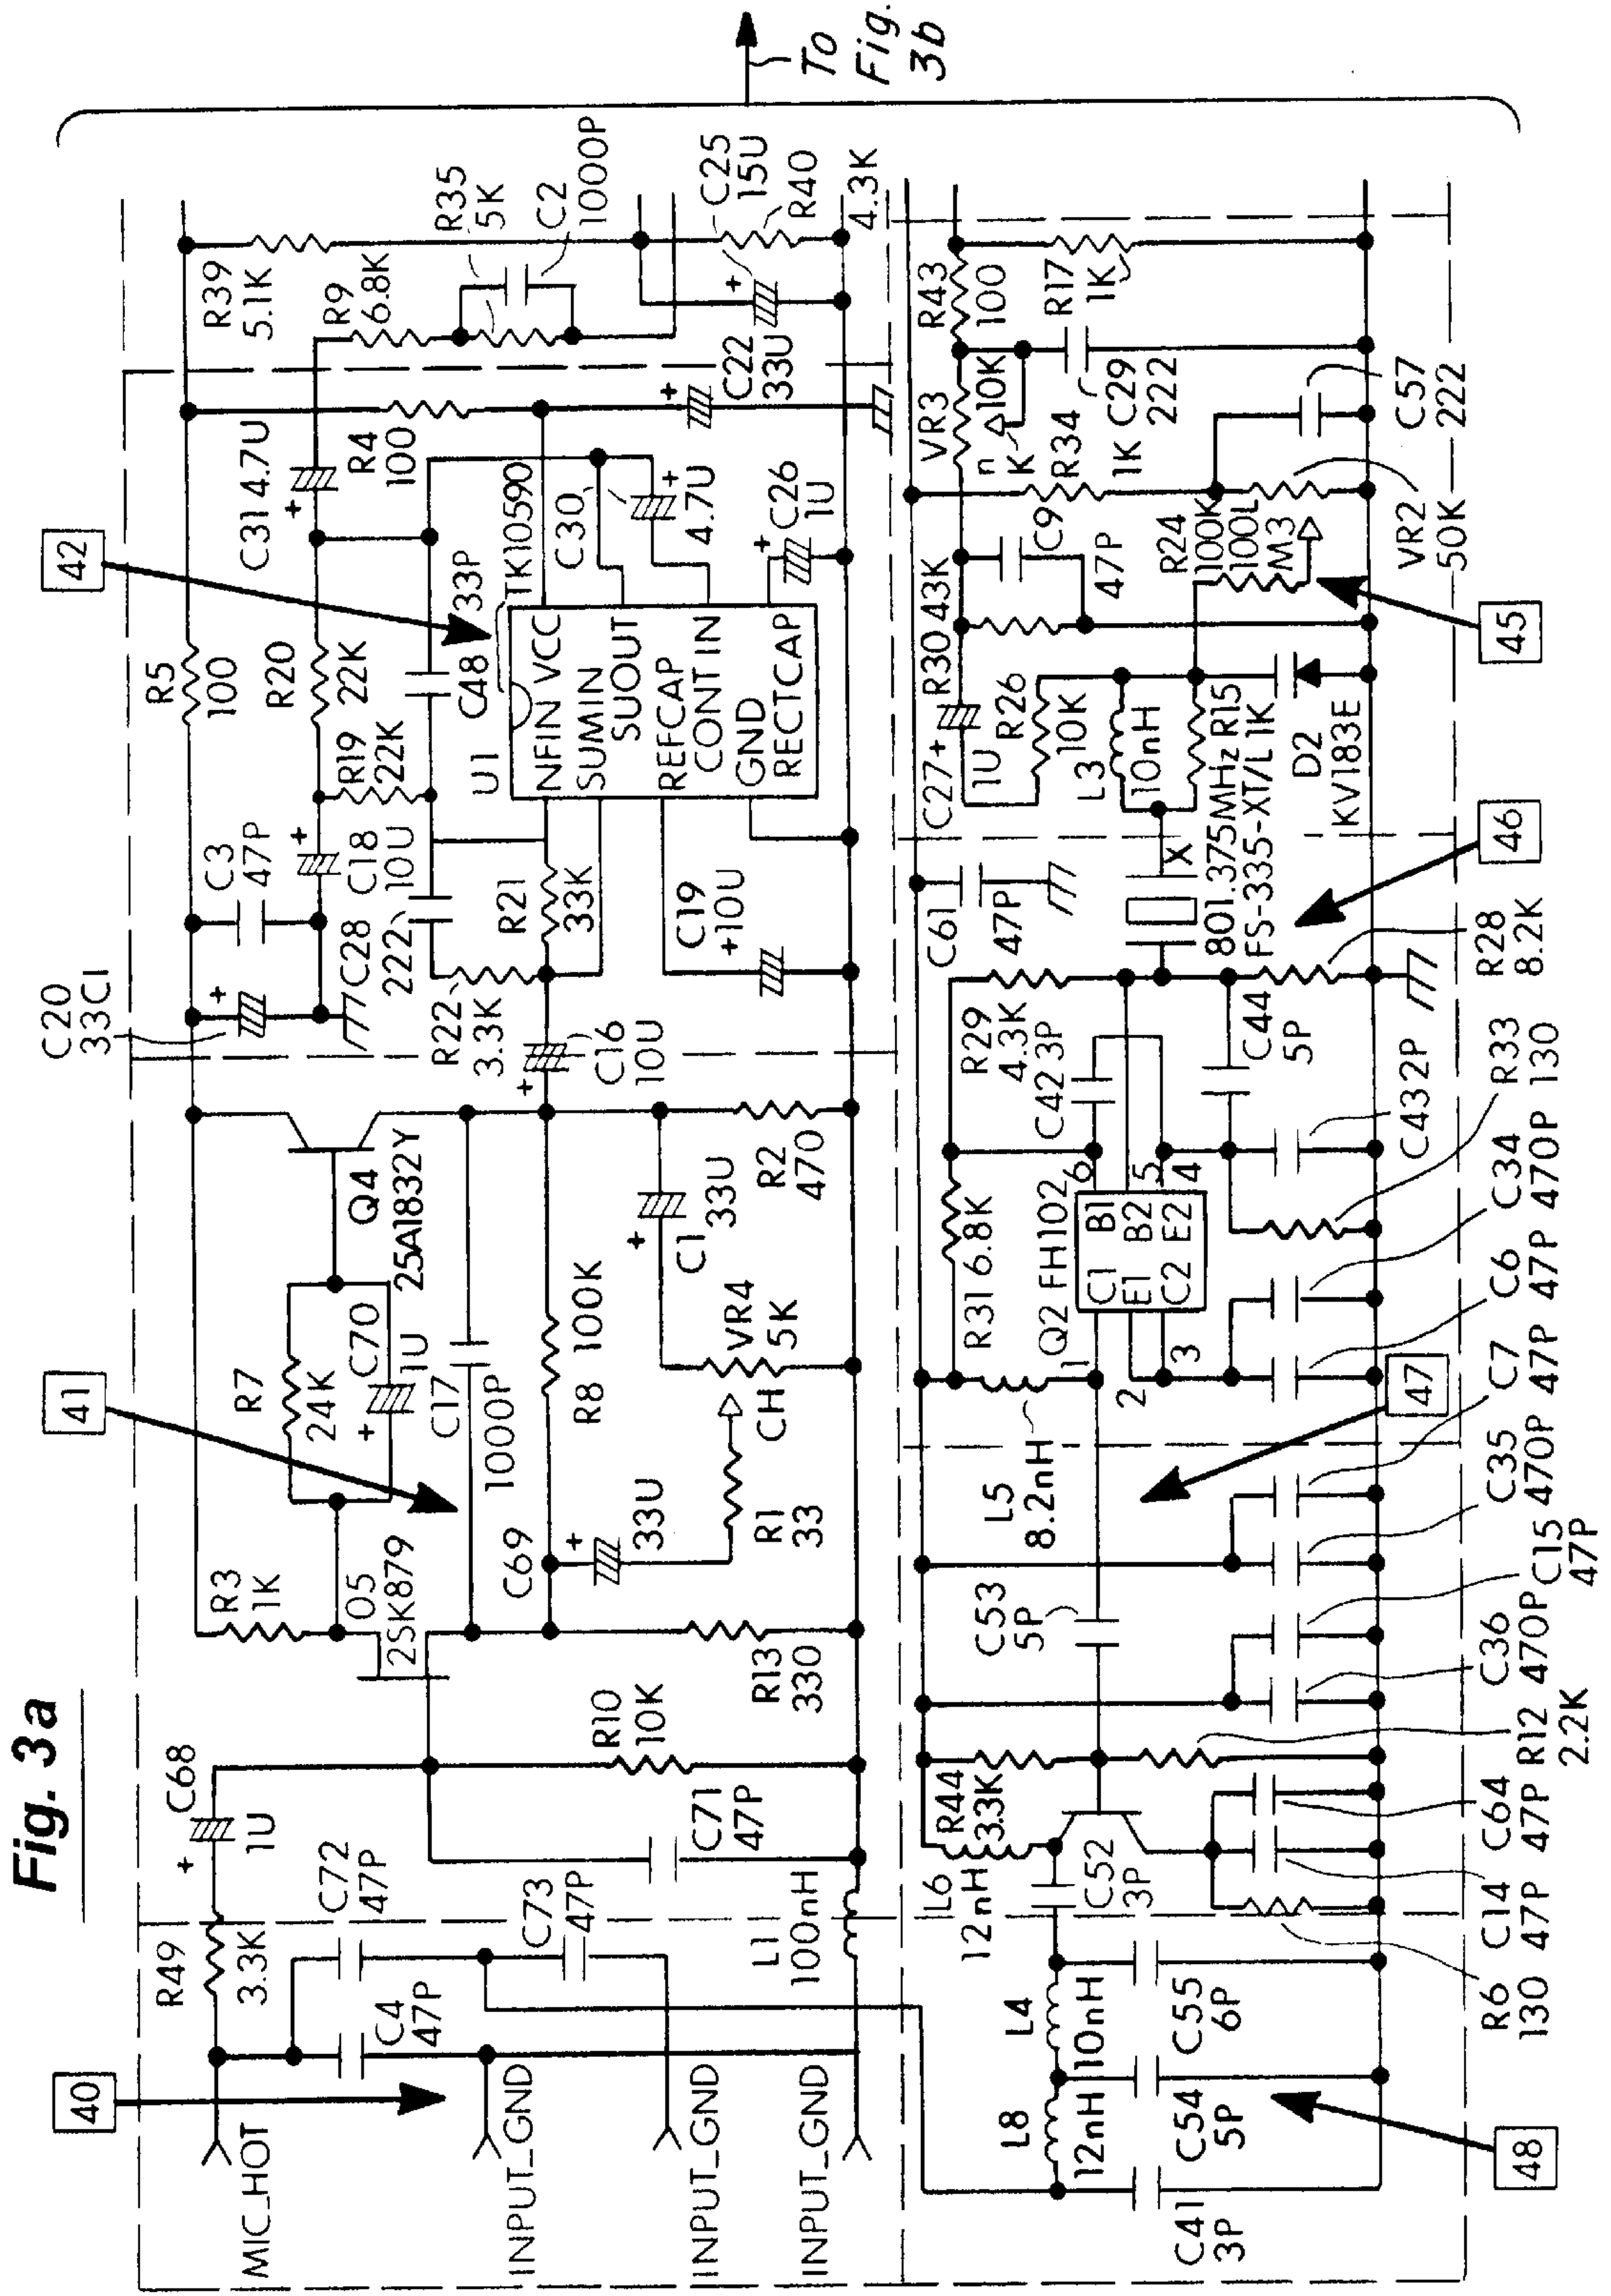 Fig. 3a
40
MIC_HOT
INPUT_GND
INPUT_GND
INPUT_GND
R49
3.3K
C4
47P
C72
47P
C73
47P
L1
100nH
C68
1U
+
C71
47P
R10
10K
41
R3
1K
O5
2SK879
R7
24K
C70
1U
+
Q4
25A1832Y
C17
1000P
C69
33U
+
R8
100K
R1
33
CH
VR4
5K
C1
33U
+
R13
330
R2
470
C16
10U
+
C20
33CI
+
C3
47P
C28
222
R22
3.3K
C18
10U
+
R21
33K
C19
+10U
R5
100
R20
22K
R19
22K
C48
33P
42
U1
TK10590
NFIN VCC
SUMIN
SUOUT
REFCAP
CONT IN
GND
RECTCAP
C31 4.7U
+
R4
100
C30
4.7U
+
C26
1U
+
C22
33U
+
R39
5.1K
R9
6.8K
R35
5K
C2
1000P
C25
15U
+
R40
4.3K
To
Fig.
3b
48
C41
3P
L8
12nH
C54
5P
L4
10nH
C55
6P
L6
12nH
C52
3P
R44
3.3K
R6
130
C14
47P
C64
47P
R12
2.2K
C36
470P
C15
47P
C35
470P
C7
47P
C6
47P
C34
470P
R33
130
C53
5P
L5
8.2nH
47
R31 6.8K
Q2 FH102
C1 B1
E1 B2
C2 E2
1
2
3
4
5
6
R29
4.3K
C42 3P
C432P
C44
5P
R28
8.2K
46
C61
47P
X
801.375MHz
FS-335-XT/L
C27+
1U
R26
10K
L3
10nH
R15
1K
D2
KV183E
45
R30
43K
C9
47P
R24
100K
100L
M3
VR2
50K
VR3
10K
n
K
R34
1K
C29
222
C57
222
R43
100
R17
1K